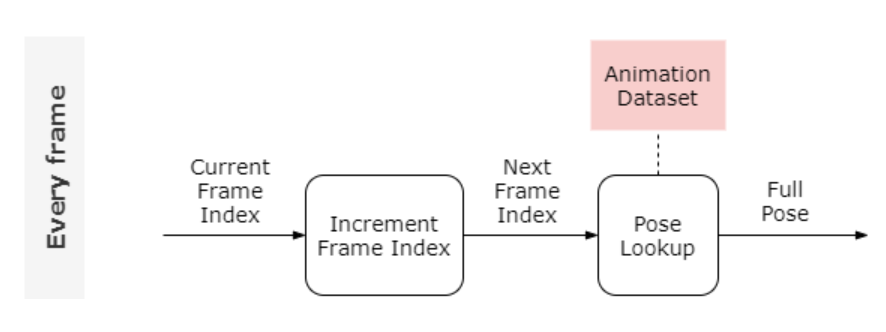 Every frame
Current
Frame
Index
Increment
Frame Index
Next
Frame
Index
Animation
Dataset
Pose
Lookup
Full
Pose